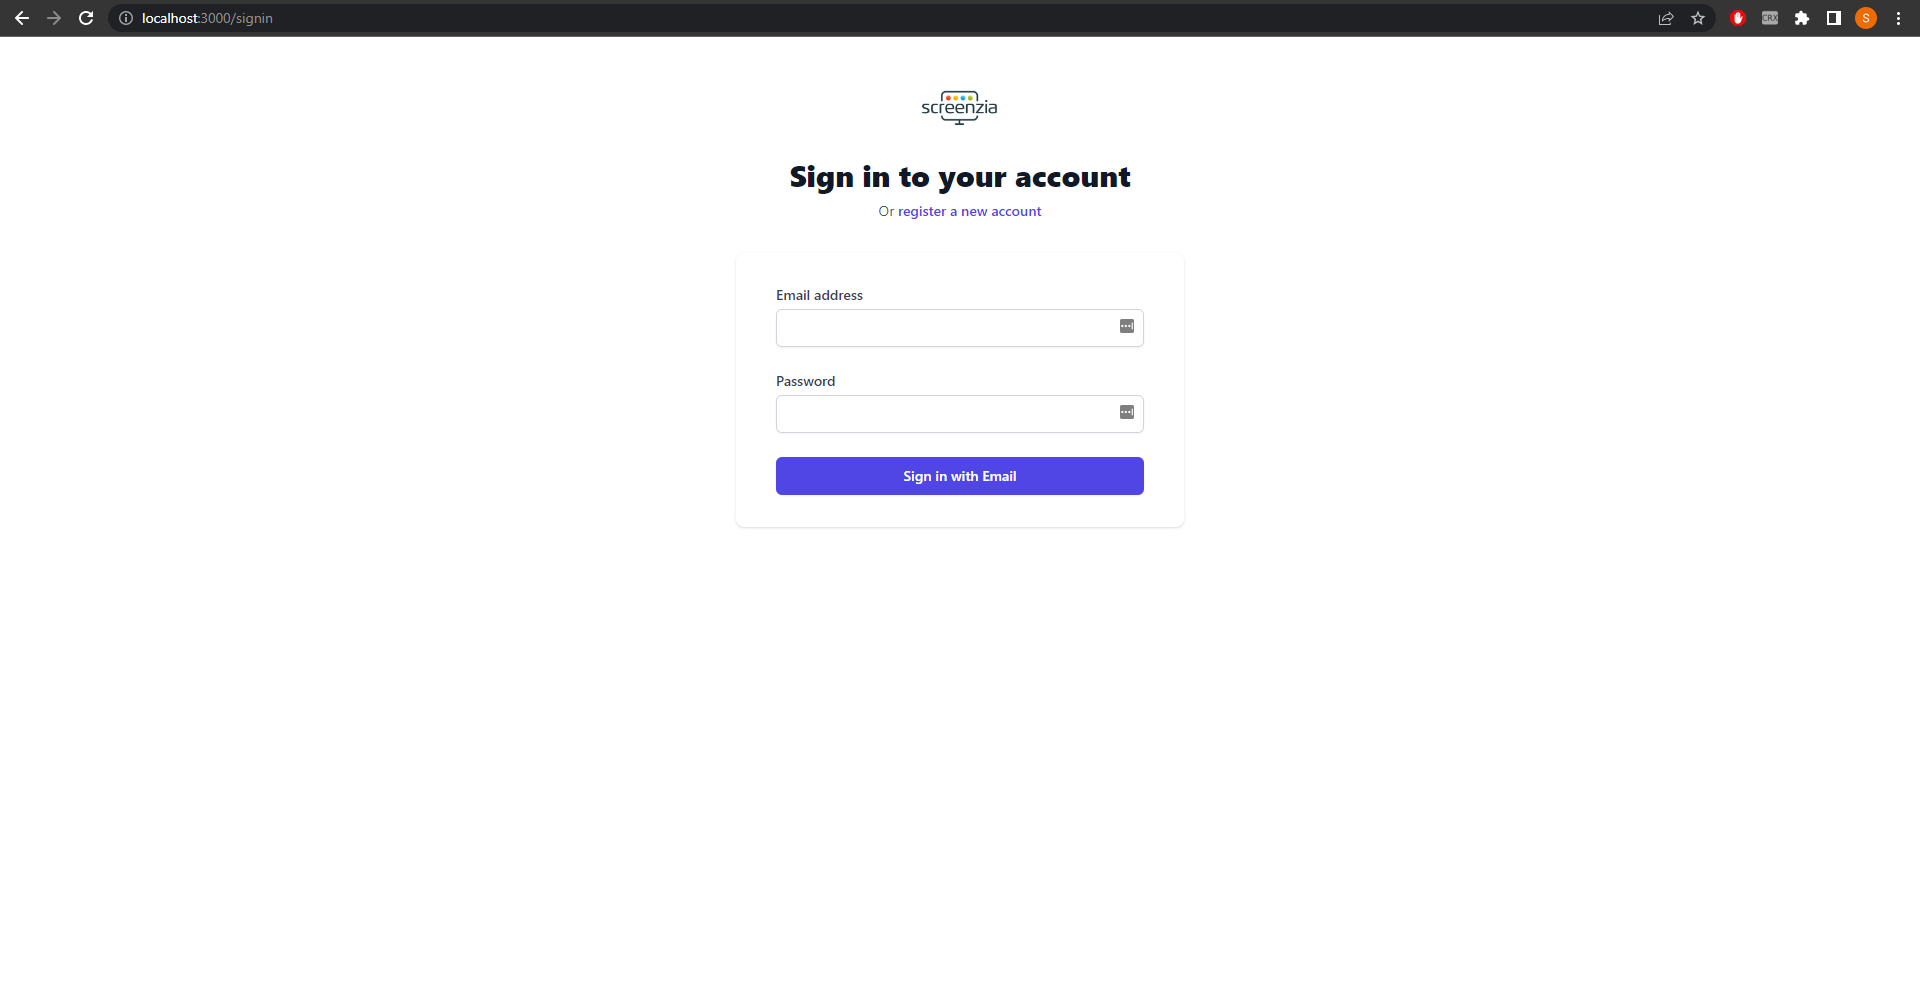 localhost:3000/signin
CRX
S
screenzia
Sign in to your account
Or register a new account
Email address
Password
Sign in with Email